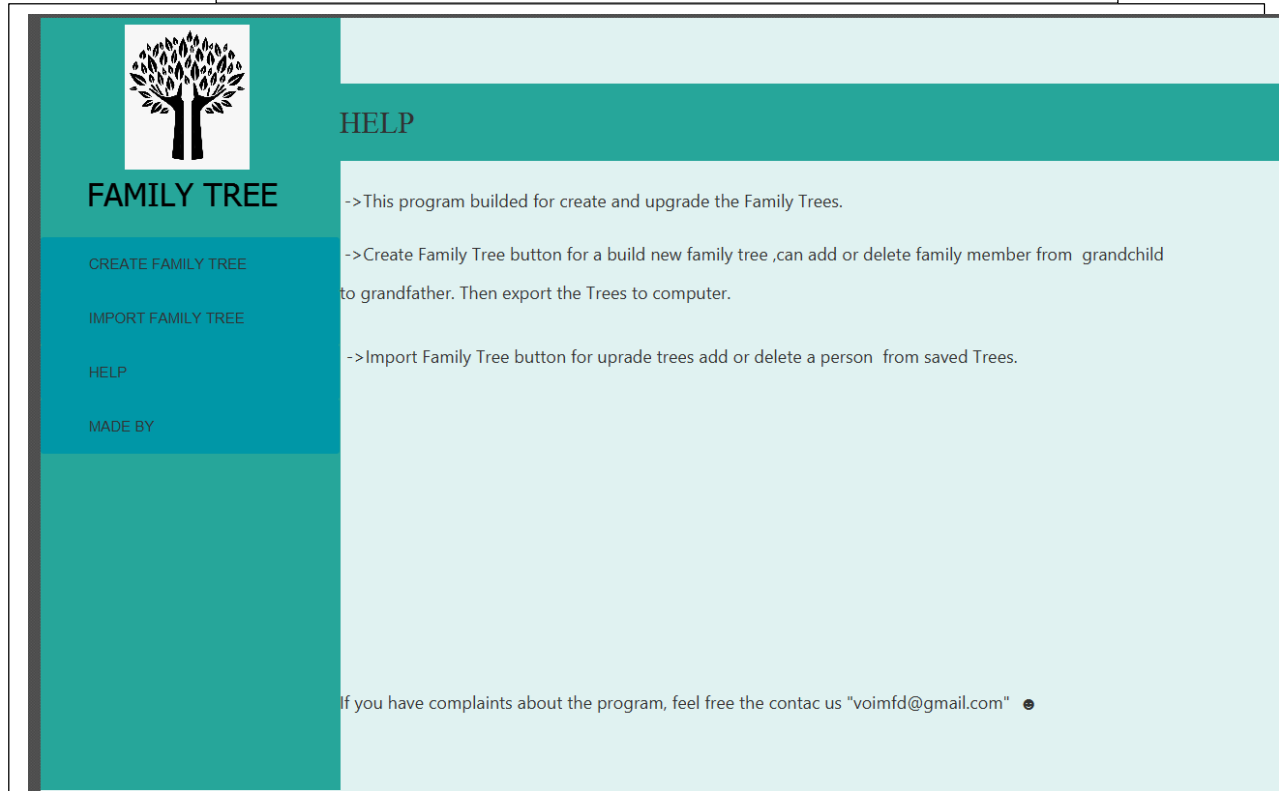 FAMILY TREE
CREATE FAMILY TREE
IMPORT FAMILY TREE
HELP
MADE BY
HELP
->This program builded for create and upgrade the Family Trees.
->Create Family Tree button for a build new family tree ,can add or delete family member from  grandchild
to grandfather. Then export the Trees to computer.
->Import Family Tree button for uprade trees add or delete a person  from saved Trees.
If you have complaints about the program, feel free the contac us "voimfd@gmail.com"  ☻